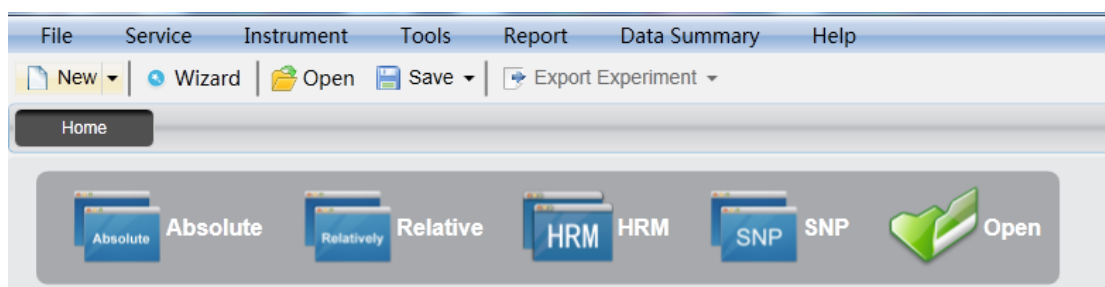 File Service Instrument Tools Report Data Summary Help
New Wizard Open Save Export Experiment
Home
Absolute Absolute Relatively Relative HRM HRM SNP SNP Open